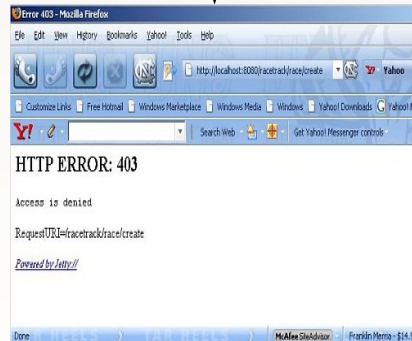 Error 403 - Mozilla Firefox
File Edit View History Bookmarks Yahoo! Tools Help
http://localhost:8080/racetrack/race/create Yahoo
Customize Links Free Hotmail Windows Marketplace Windows Media Windows Yahoo! Downloads Yahoo!
Y! Search Web Get Yahoo! Messenger controls
HTTP ERROR: 403
Access is denied
RequestURI=/racetrack/race/create
Powered by Jetty://
Done McAfee SiteAdvisor Franklin